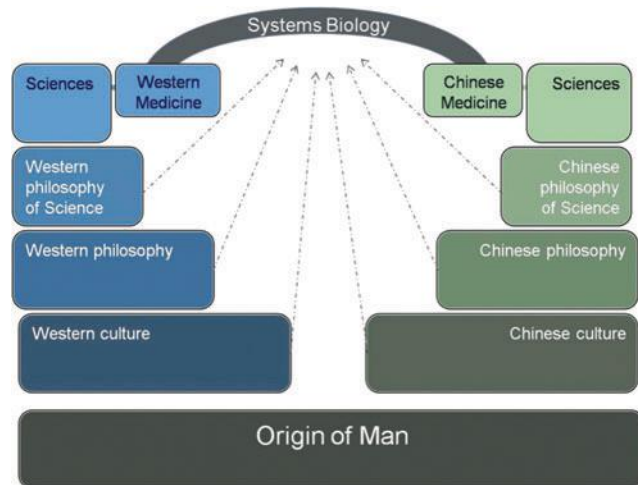 Systems Biology
Sciences
Western
Medicine
Chinese
Medicine
Sciences
Western
philosophy
of Science
Chinese
philosophy
of Science
Western philosophy
Chinese philosophy
Western culture
Chinese culture
Origin of Man